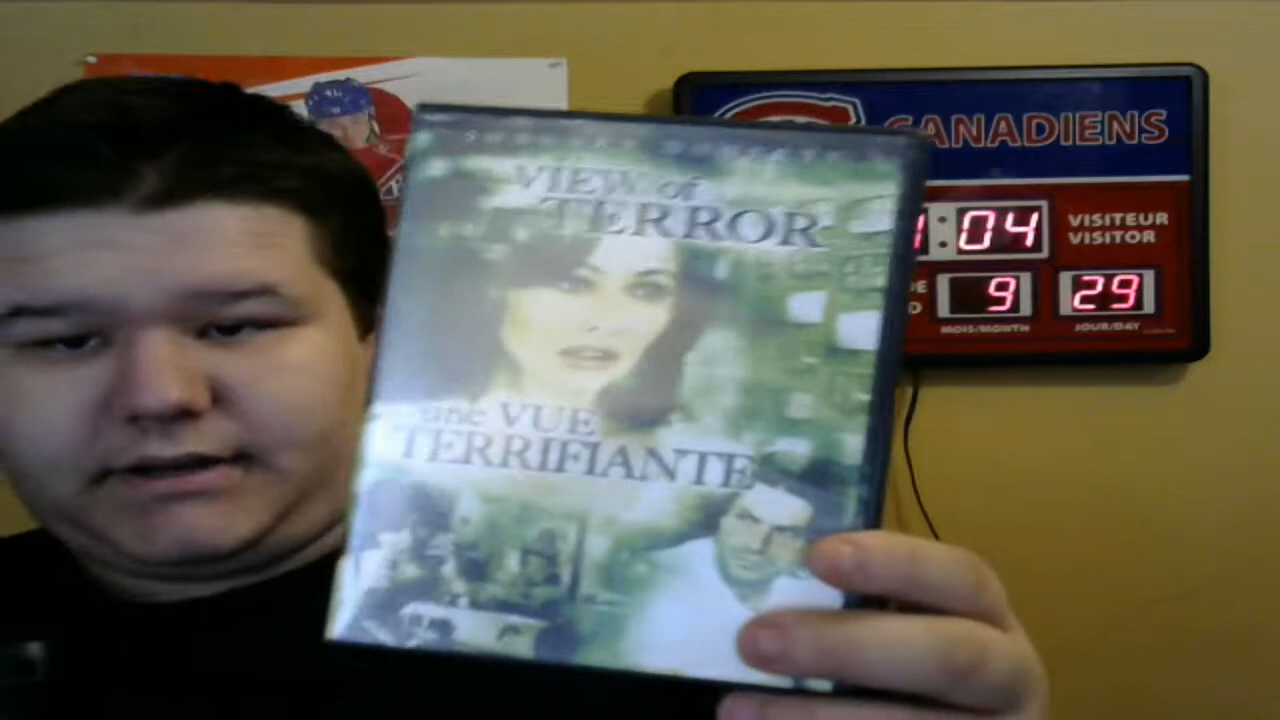 CANADIENS
VIEW of
TERROR
:04
VISITEUR
VISITOR
9
29
MOIS/MONTH
JOUR/DAY
une VUE
TERRIFIANTE